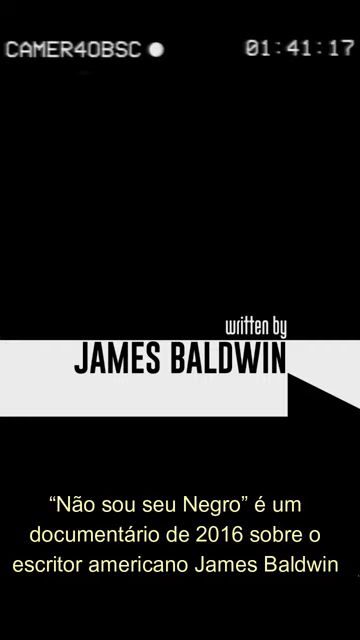 CAMER4OBSC
01:41:17
written by
JAMES BALDWIN
“Não sou seu Negro” é um
documentário de 2016 sobre o
escritor americano James Baldwin